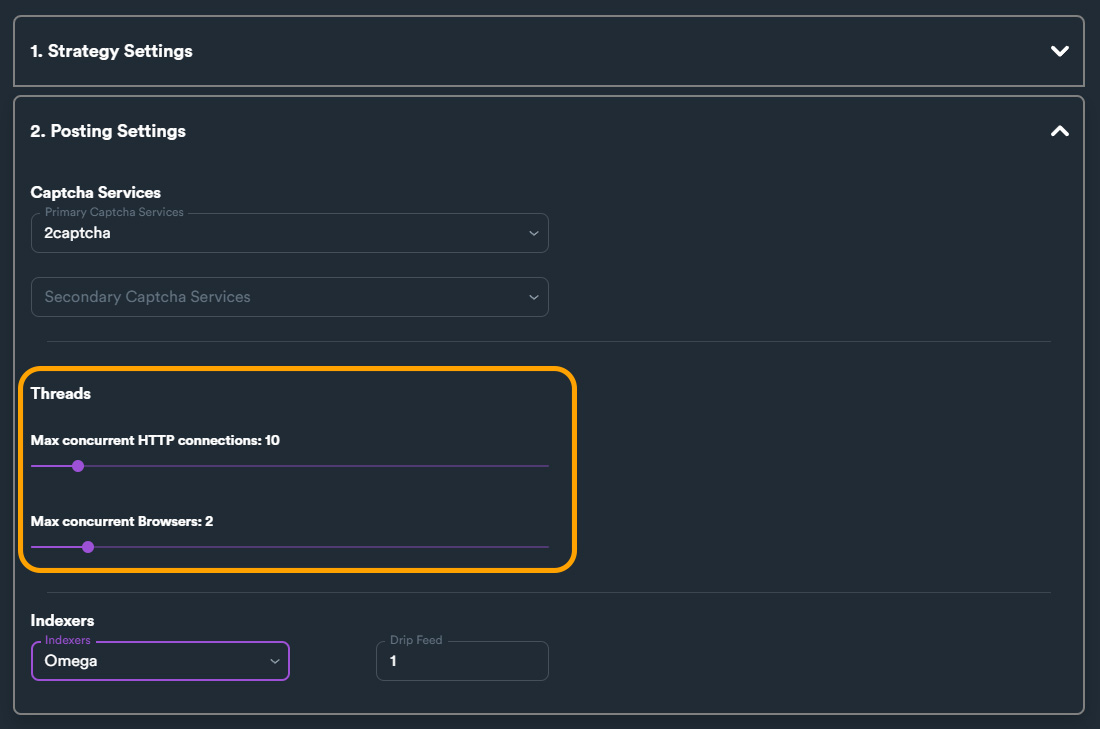 1. Strategy Settings
2. Posting Settings
Captcha Services
Primary Captcha Services
2captcha
Secondary Captcha Services
Threads
Max concurrent HTTP connections: 10
Max concurrent Browsers: 2
Indexers
Indexers
Omega
Drip Feed
1